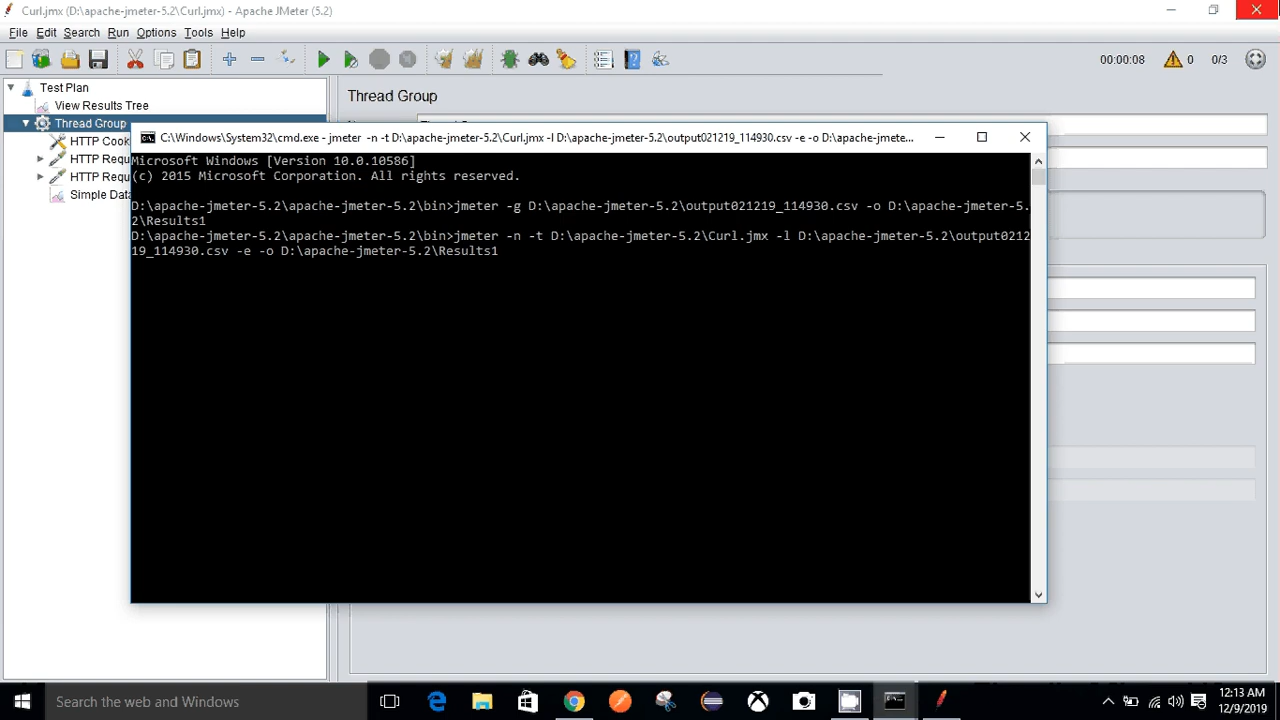 Curl.jmx (D:\apache-jmeter-5.2\Curl.jmx) - Apache JMeter (5.2)
File Edit Search Run Options Tools Help
00:00:08 0 0/3
Test Plan
View Results Tree
Thread Group
HTTP Cook
HTTP Requ
HTTP Requ
Simple Data
Thread Group
C:\Windows\System32\cmd.exe - jmeter -n -t D:\apache-jmeter-5.2\Curl.jmx -l D:\apache-jmeter-5.2\output021219_114930.csv -e -o D:\apache-jmete...
Microsoft Windows [Version 10.0.10586]
(c) 2015 Microsoft Corporation. All rights reserved.
D:\apache-jmeter-5.2\apache-jmeter-5.2\bin>jmeter -g D:\apache-jmeter-5.2\output021219_114930.csv -o D:\apache-jmeter-5.
2\Results1
D:\apache-jmeter-5.2\apache-jmeter-5.2\bin>jmeter -n -t D:\apache-jmeter-5.2\Curl.jmx -l D:\apache-jmeter-5.2\output0212
19_114930.csv -e -o D:\apache-jmeter-5.2\Results1
Search the web and Windows
12:13 AM
12/9/2019